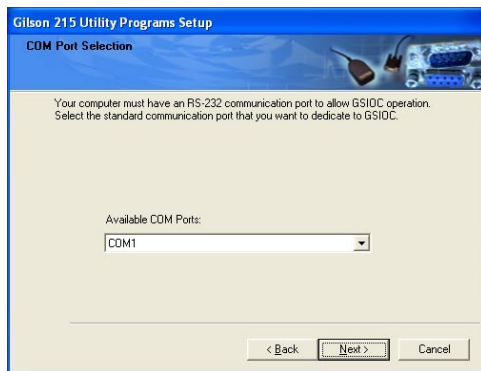 Gilson 215 Utility Programs Setup
COM Port Selection
Your computer must have an RS-232 communication port to allow GSIOC operation.
Select the standard communication port that you want to dedicate to GSIOC.
Available COM Ports:
COM1
< Back Next > Cancel